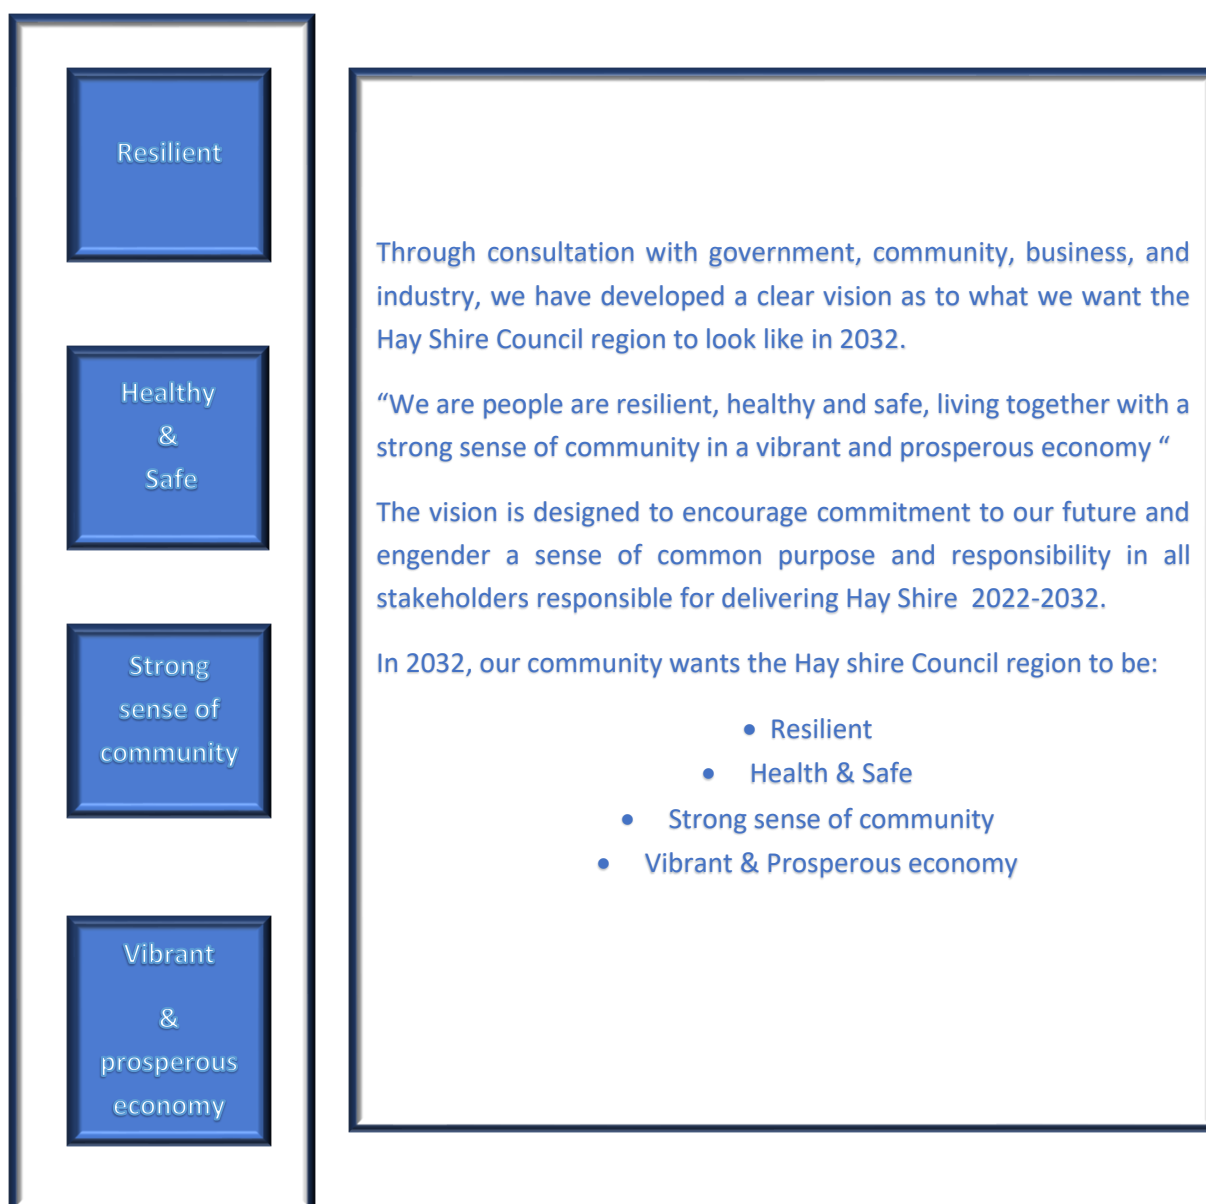 Resilient
Healthy
&
Safe
Strong
sense of
community
Vibrant
&
prosperous
economy
Through consultation with government, community, business, and
industry, we have developed a clear vision as to what we want the
Hay Shire Council region to look like in 2032.
“We are people are resilient, healthy and safe, living together with a
strong sense of community in a vibrant and prosperous economy “
The vision is designed to encourage commitment to our future and
engender a sense of common purpose and responsibility in all
stakeholders responsible for delivering Hay Shire  2022-2032.
In 2032, our community wants the Hay shire Council region to be:
• Resilient
• Health & Safe
• Strong sense of community
• Vibrant & Prosperous economy